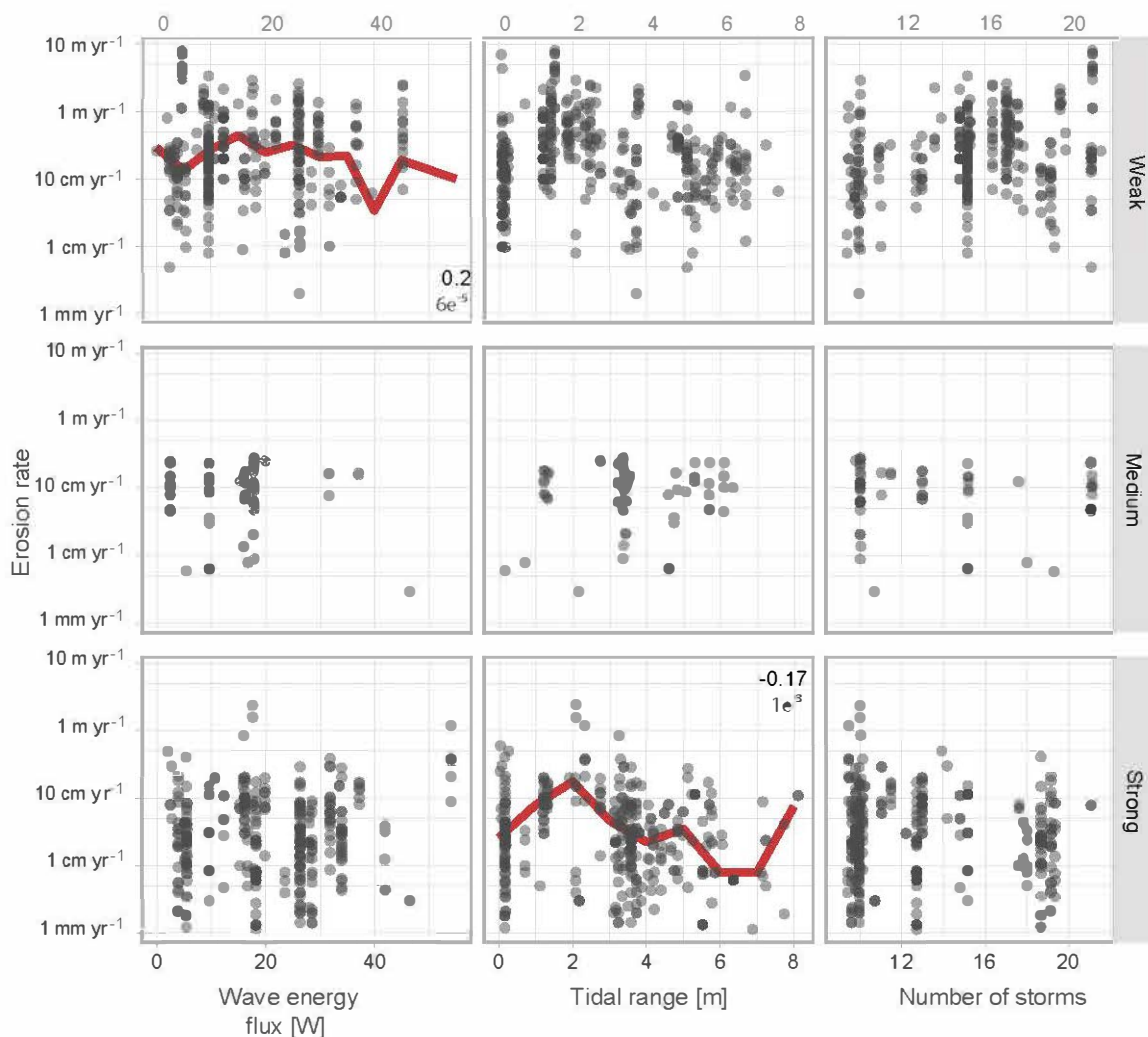 0 20 40 0 2 4 6 8 12 16 20
10 m yr⁻¹
1 m yr⁻¹
10 cm yr⁻¹
1 cm yr⁻¹
1 mm yr⁻¹
0.2
6e⁻⁵
Weak
10 m yr⁻¹
1 m yr⁻¹
10 cm yr⁻¹
1 cm yr⁻¹
1 mm yr⁻¹
Erosion rate
Medium
10 m yr⁻¹
1 m yr⁻¹
10 cm yr⁻¹
1 cm yr⁻¹
1 mm yr⁻¹
-0.17
Strong
0 20 40 0 2 4 6 8 12 16 20
Wave energy
flux [W]
Tidal range [m]
Number of storms